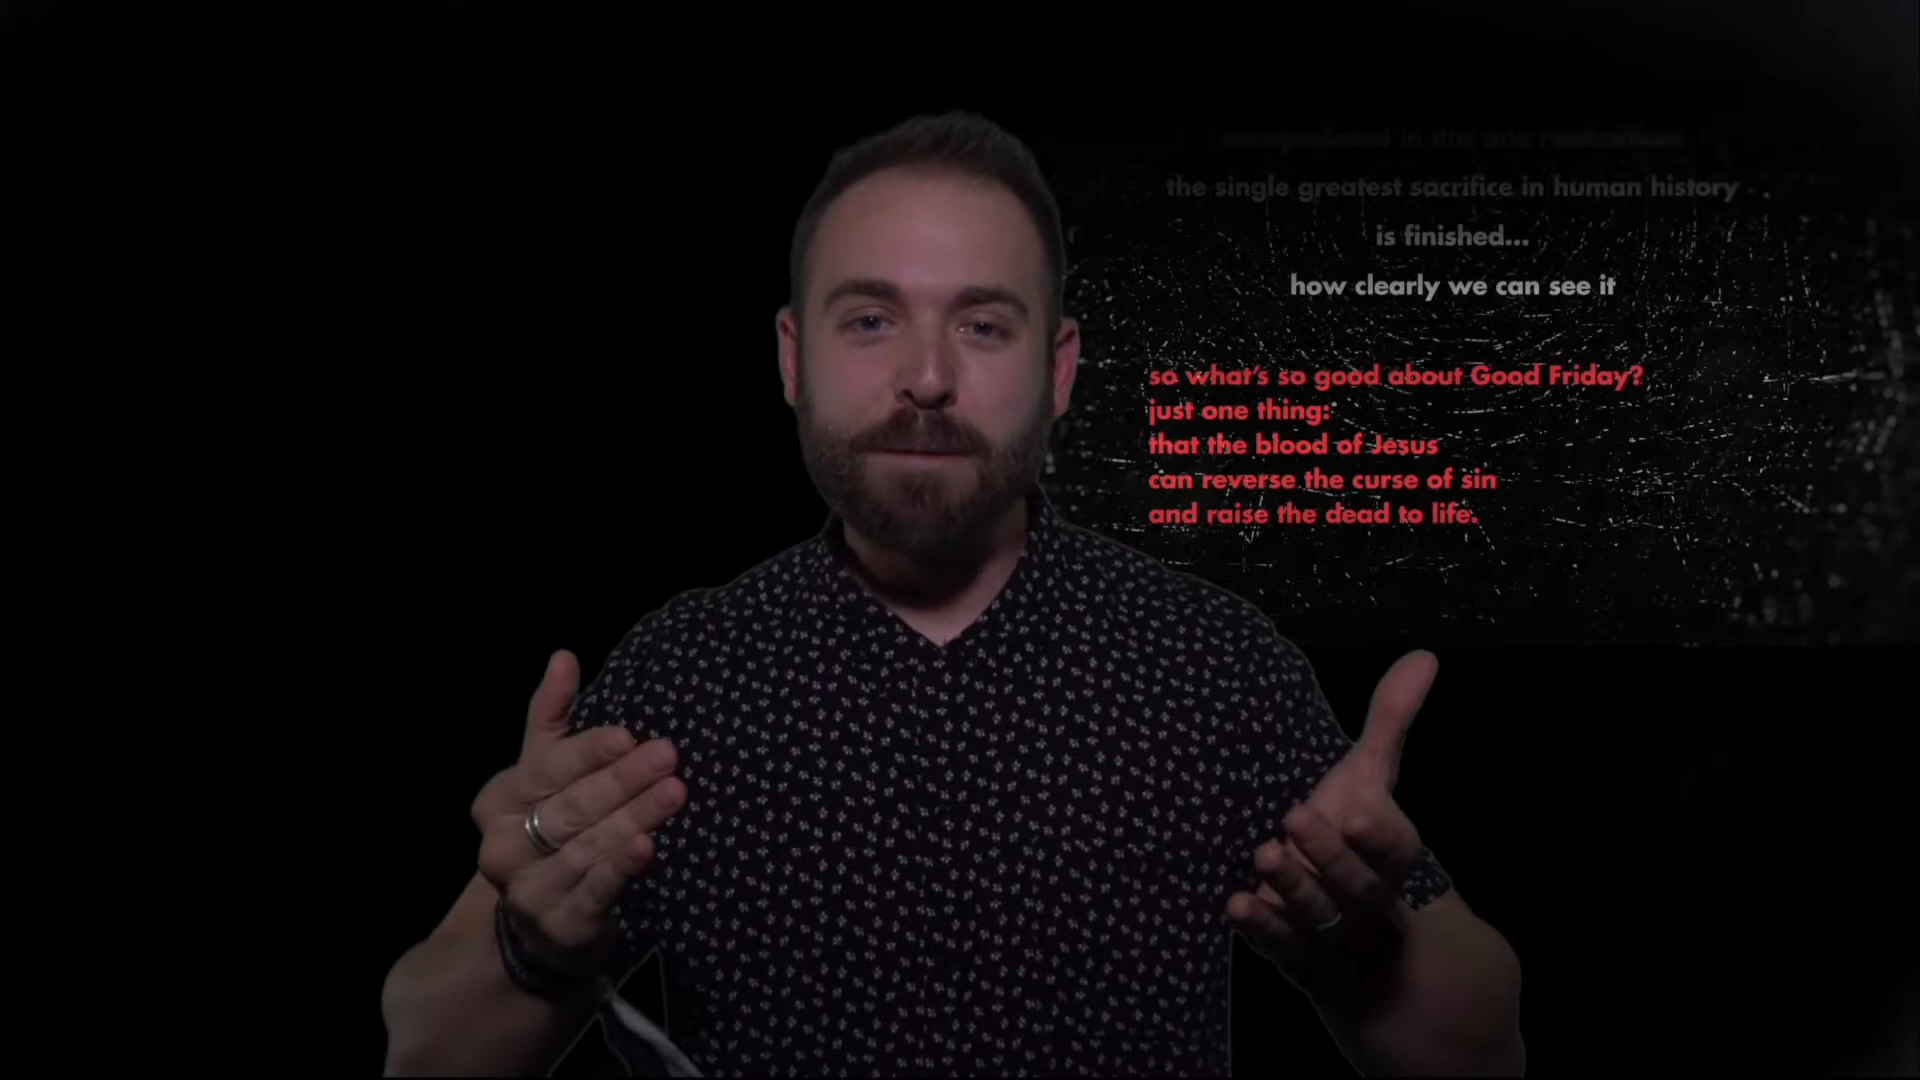 the single greatest sacrifice in human history
is finished...
how clearly we can see it
so what's so good about Good Friday?
just one thing:
that the blood of Jesus
can reverse the curse of sin
and raise the dead to life.